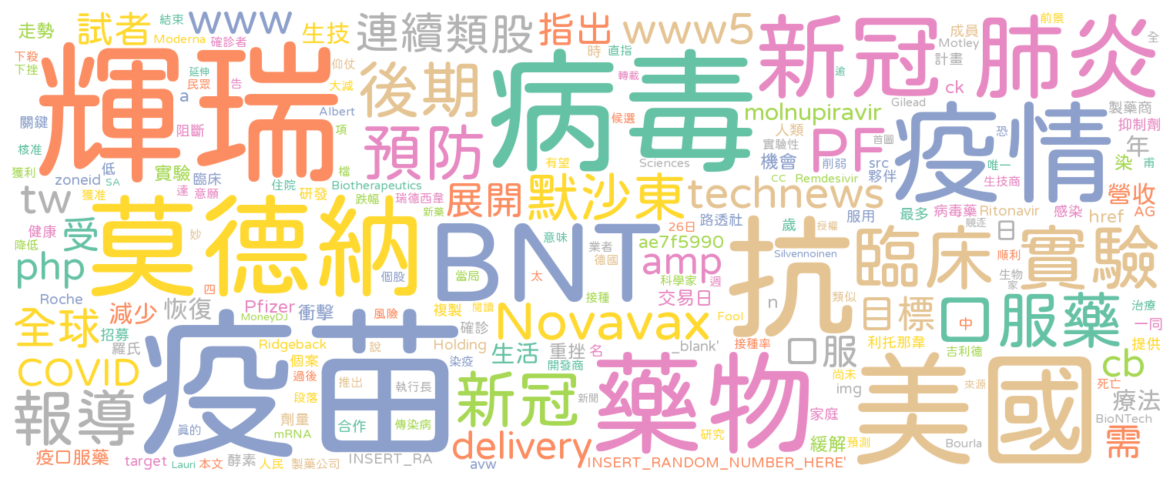 走勢 試者 結束 www 生技 連續類股 指出 www5 新冠肺炎 前景
Moderna 確診者 時 直指 成員 Motley 計畫 全
下殺 下挫 輝瑞 延伸 民眾 告 仰仗 大減 後期 病毒 轉載 逾 ck Gilead 製藥商
a Albert 候選 molnupiravir 恐 抑制劑
關鍵 阻斷 項 預防 人類 實驗性 PF 首圖 疫情 年
核准 獲利 實驗 低 檔 有望 Sciences 機會 削弱 src 夥伴 唯一 染 甫
zoneid SA 臨床 住院 Biotherapeutics cc Remdesivir 生技商
tw 獲准 達 意願 研發 跌幅 瑞德西韋 展開 默沙東 technews 最多 病毒藥 Ritonavir 感染 營收 AG
莫德納 新藥 路透社 歲 服用 授權 href 曉逐
健康 受 妙 BNT 意味 業者 26日 ae7f5990 抗 Silvennoinen 日 順利
降低 php 四 個股 當局 太 德國 科學家 amp 週 臨床實驗 生物 家
Roche 減少 恢復 Pfizer 衝擊 風險 接種 複製 閱讀 交易日 n 類似 目標 口服藥 治療
全球 招募 MoneyDJ 確診 Novavax Fool 中 一同
羅氏 Ridgeback 說 Holding _blank' 接種率 口服 利托那韋 吉利德 提供
COVID 個案 疫苗 染疫 生活 重挫 名 開發商 尚未 cb
過後 推出 執行長 新冠 新聞 藥物 img 美國 來源 死亡 療法
報導 段落 劑量 合作 傳染病 家庭 BioNTech
真的 mRNA delivery 研究 緩解 預測 Bourla 需
疫口服藥 target Lauri 本文 酵素 人民 製藥公司 INSERT_RA avw INSERT_RANDOM_NUMBER_HERE'